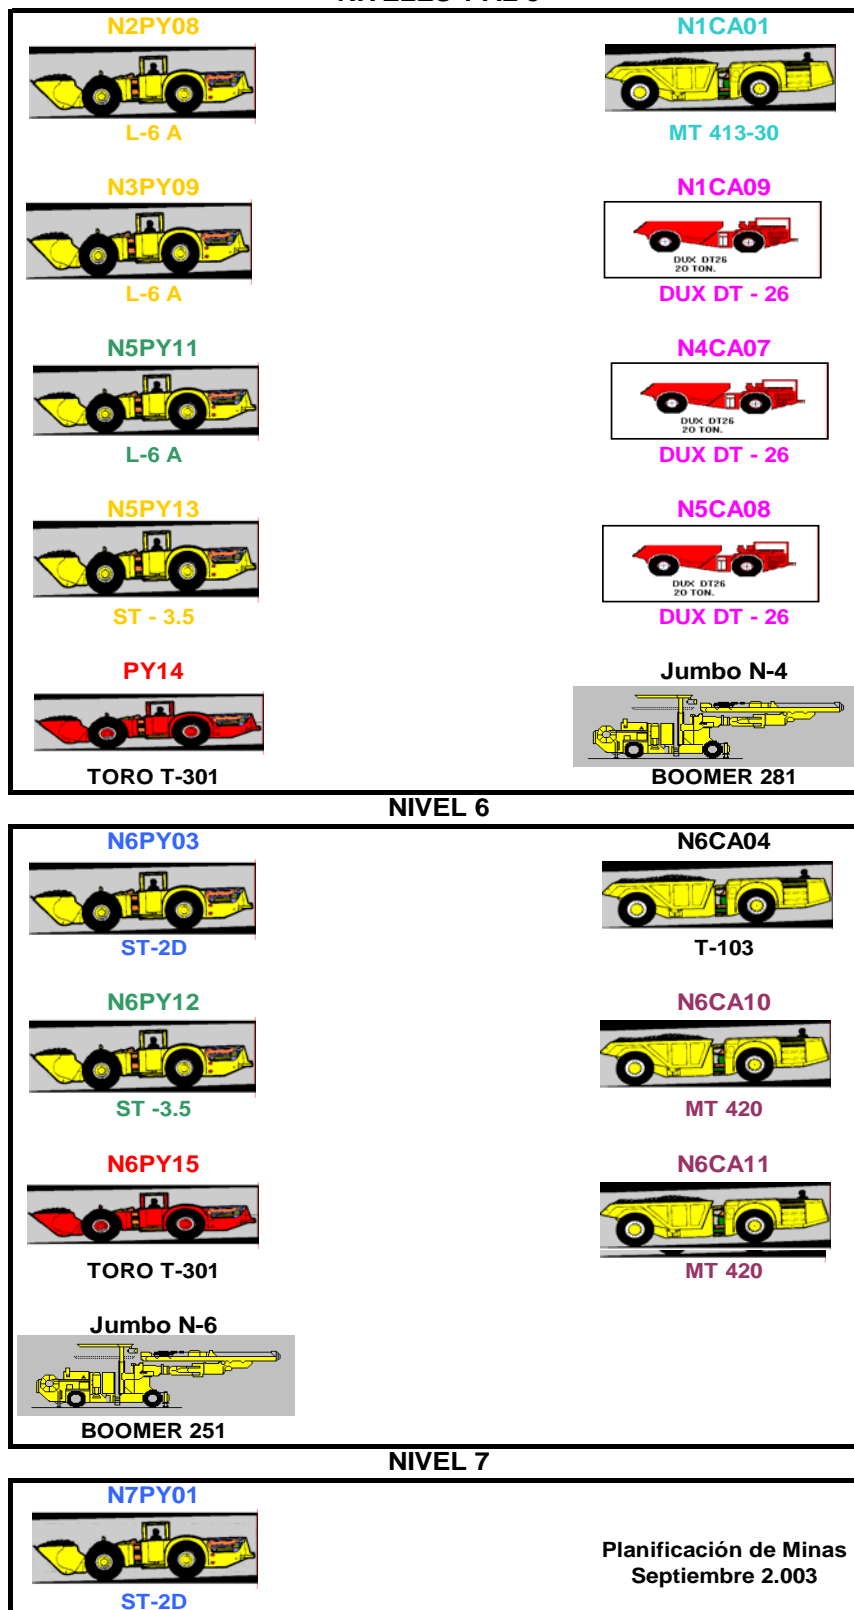 N2PY08
N1CA01
L-6 A
MT 413-30
N3PY09
N1CA09
DUX DT26
20 TON.
L-6 A
DUX DT - 26
N5PY11
N4CA07
DUX DT26
20 TON.
L-6 A
DUX DT - 26
N5PY13
N5CA08
DUX DT26
20 TON.
ST - 3.5
DUX DT - 26
PY14
Jumbo N-4
TORO T-301
BOOMER 281
NIVEL 6
N6PY03
N6CA04
ST-2D
T-103
N6PY12
N6CA10
ST -3.5
MT 420
N6PY15
N6CA11
TORO T-301
MT 420
Jumbo N-6
BOOMER 251
NIVEL 7
N7PY01
Planificación de Minas
Septiembre 2.003
ST-2D